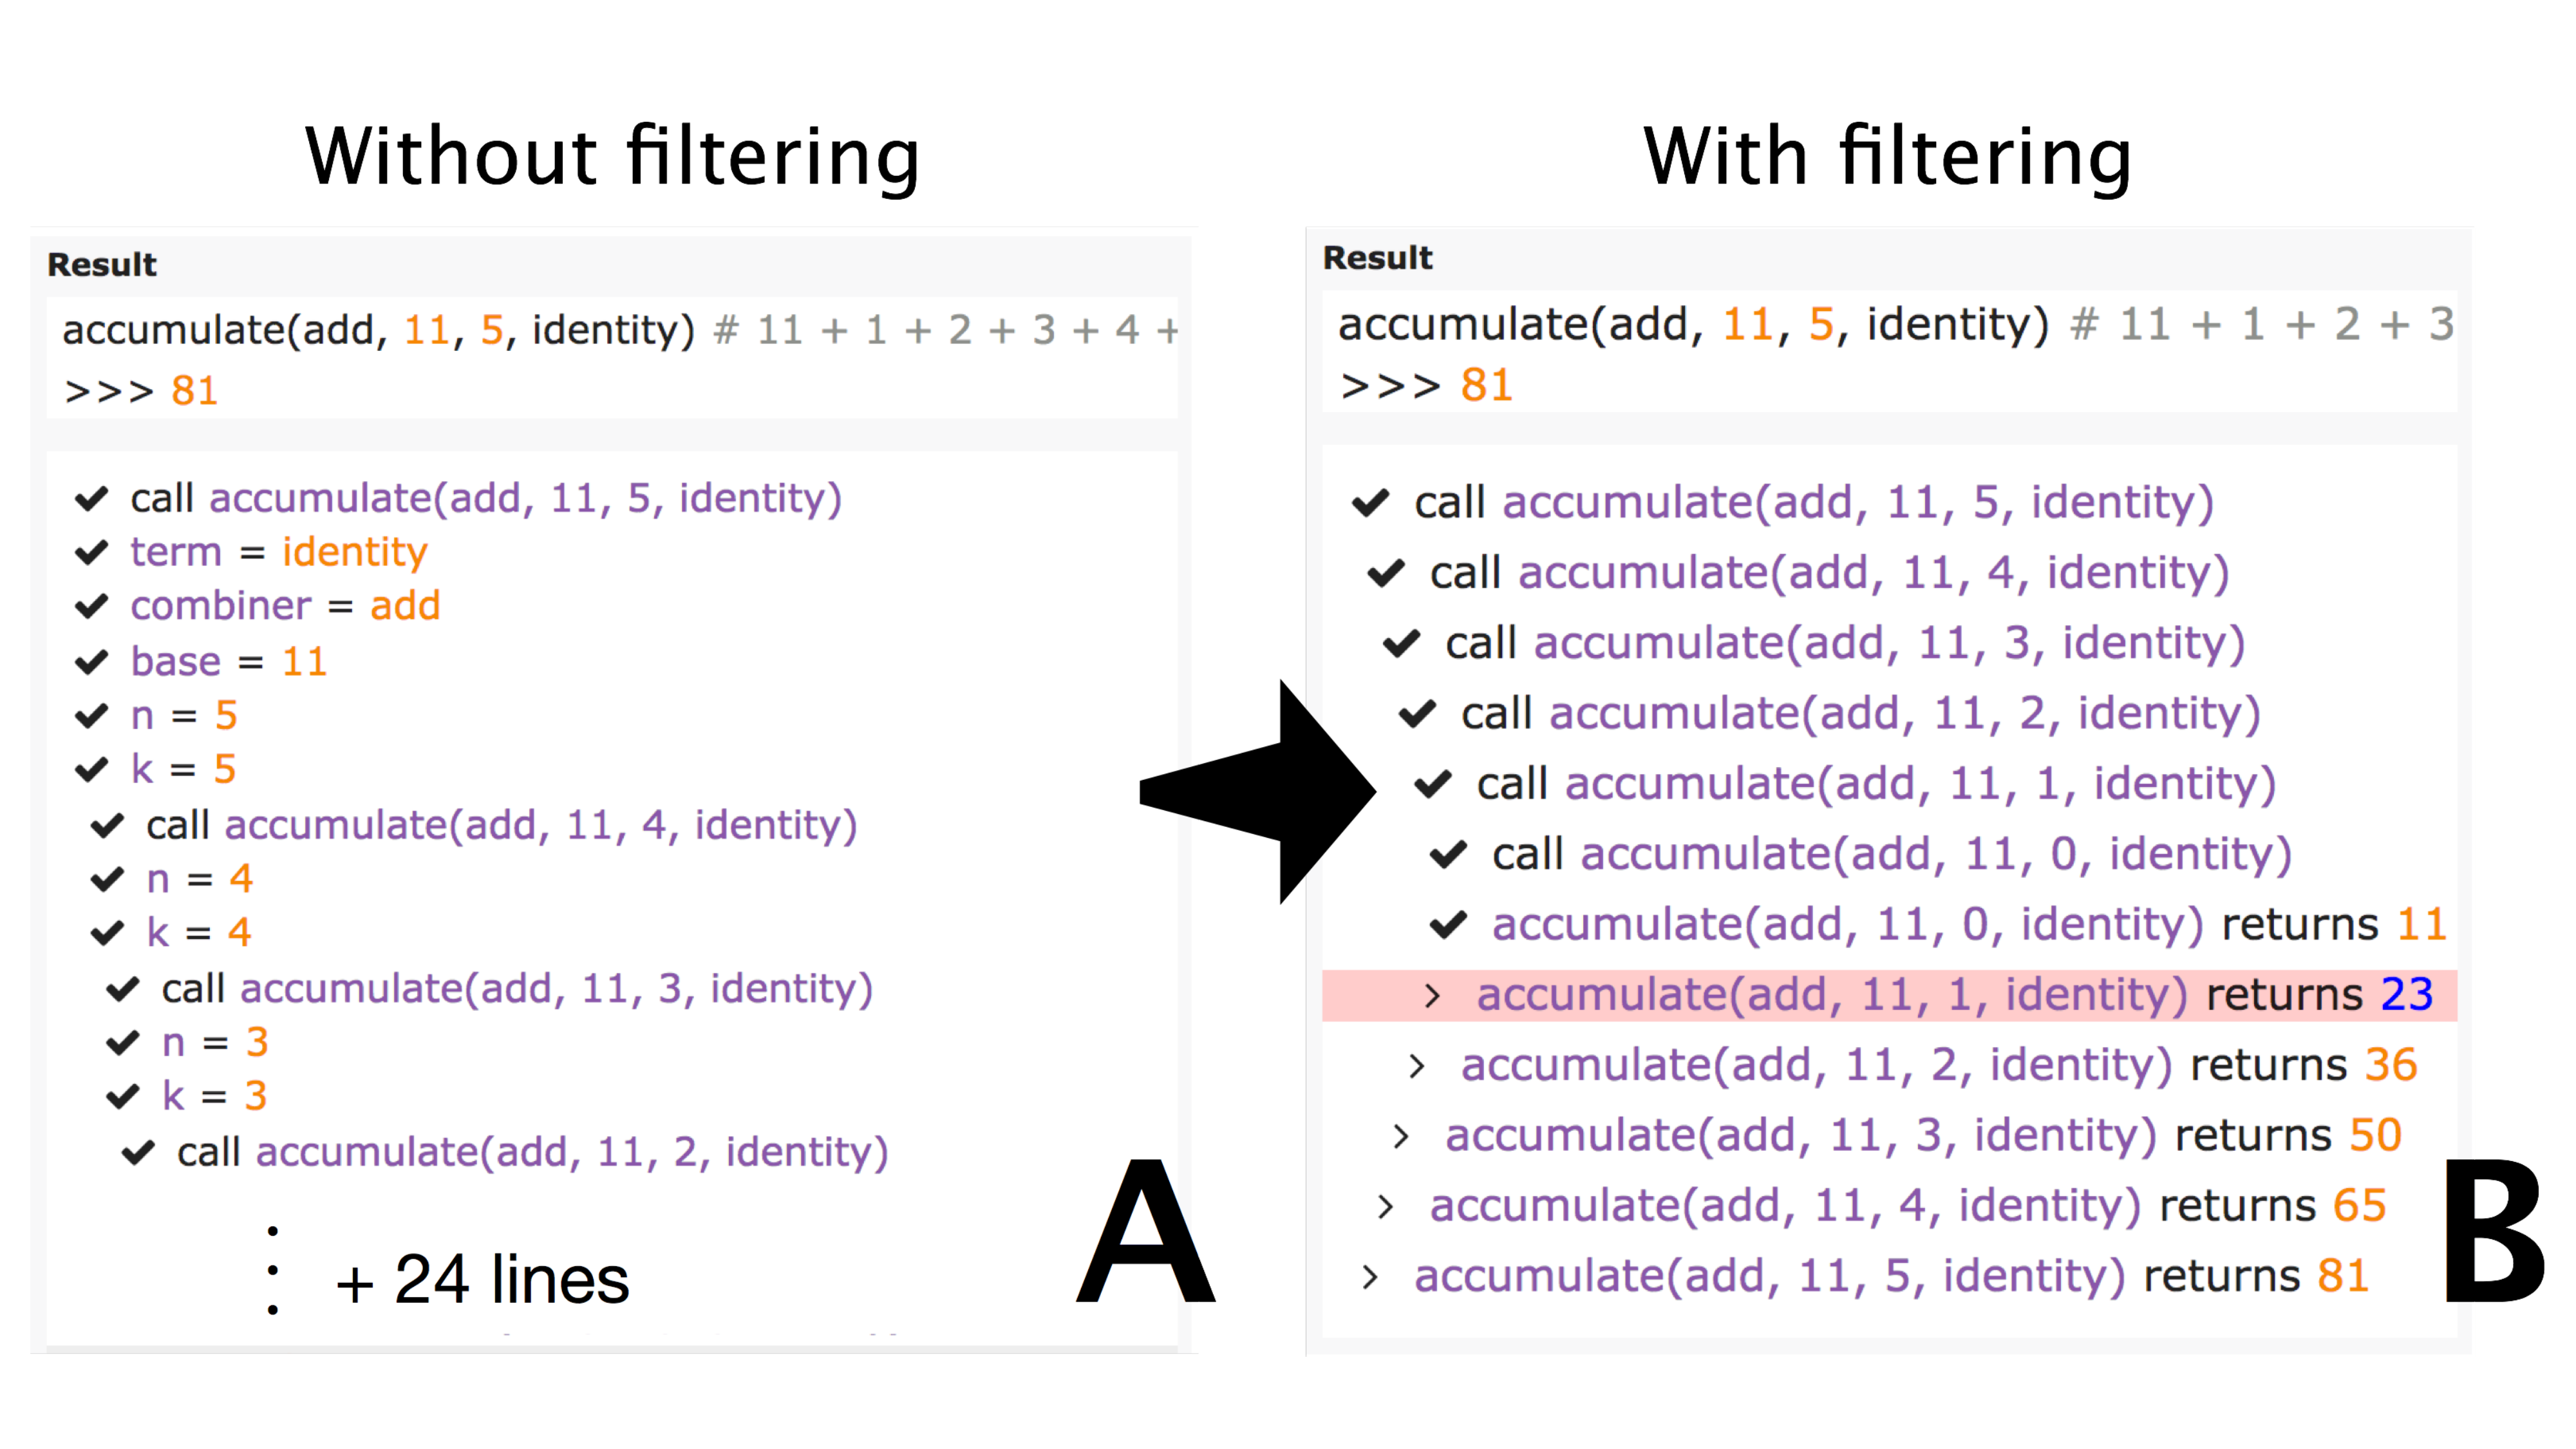 Without filtering
Result
accumulate(add, 11, 5, identity) # 11 + 1 + 2 + 3 + 4 +
>>> 81
call accumulate(add, 11, 5, identity)
term = identity
combiner = add
base = 11
n = 5
k = 5
call accumulate(add, 11, 4, identity)
n = 4
k = 4
call accumulate(add, 11, 3, identity)
n = 3
k = 3
call accumulate(add, 11, 2, identity)
+ 24 lines
A
With filtering
Result
accumulate(add, 11, 5, identity) # 11 + 1 + 2 + 3
>>> 81
call accumulate(add, 11, 5, identity)
call accumulate(add, 11, 4, identity)
call accumulate(add, 11, 3, identity)
call accumulate(add, 11, 2, identity)
call accumulate(add, 11, 1, identity)
call accumulate(add, 11, 0, identity)
accumulate(add, 11, 0, identity) returns 11
> accumulate(add, 11, 1, identity) returns 23
> accumulate(add, 11, 2, identity) returns 36
> accumulate(add, 11, 3, identity) returns 50
> accumulate(add, 11, 4, identity) returns 65
> accumulate(add, 11, 5, identity) returns 81
B